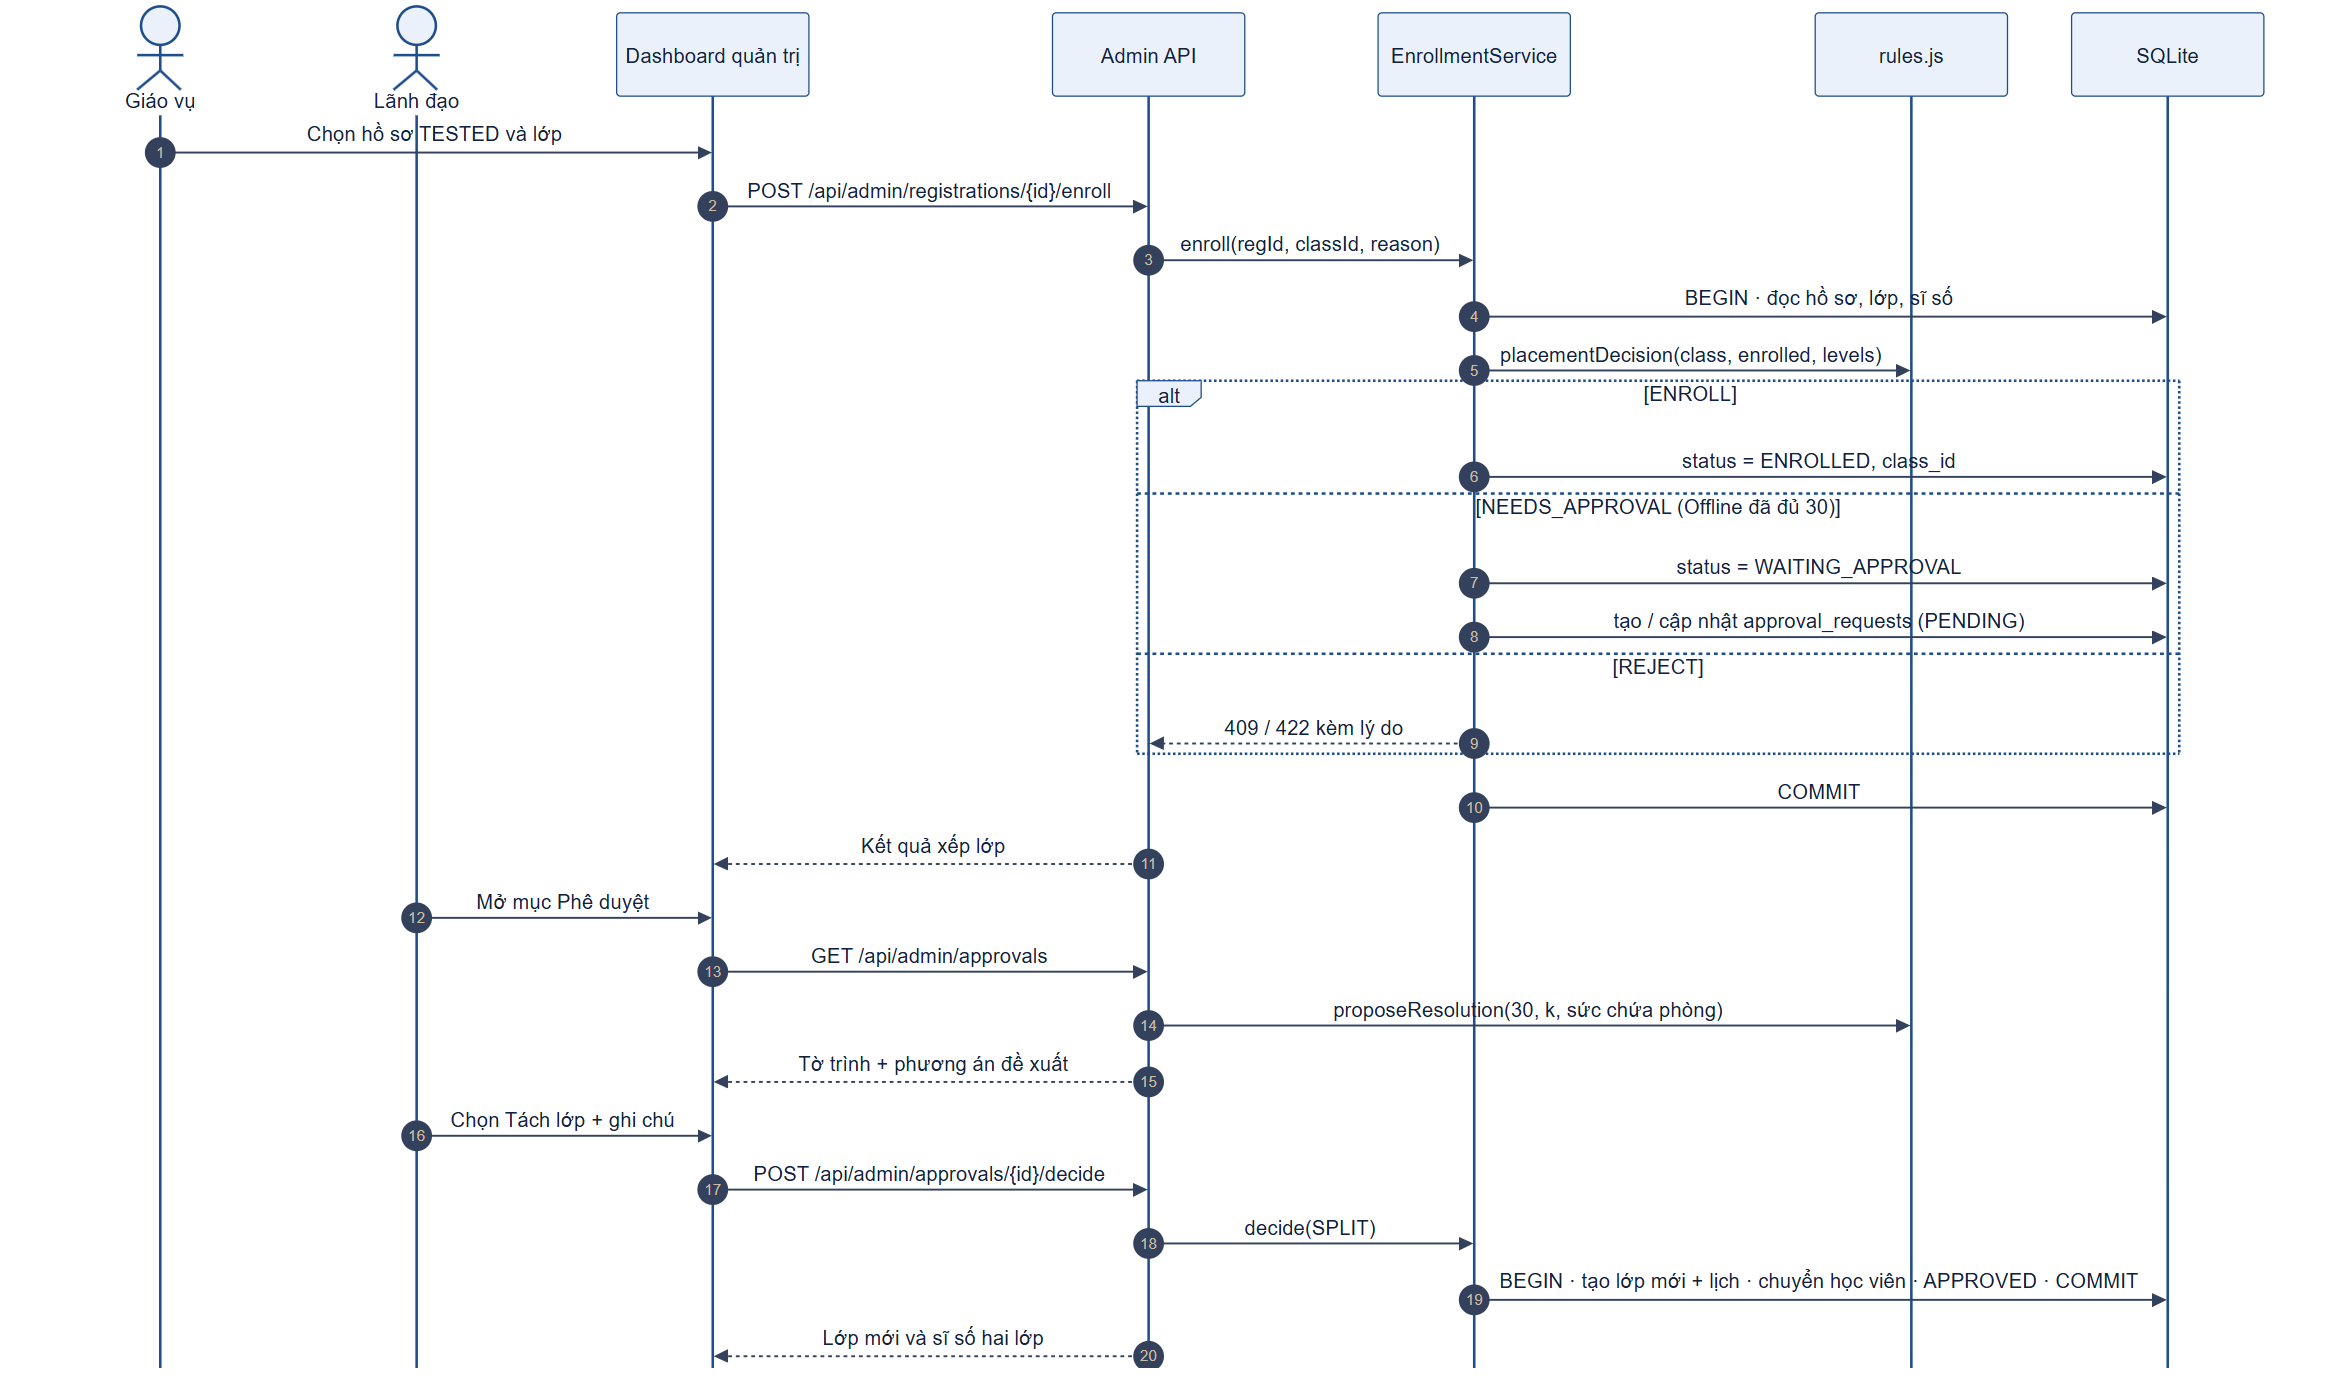 Giáo vụ
Lãnh đạo
Dashboard quản trị
Admin API
EnrollmentService
rules.js
SQLite
1
Chọn hồ sơ TESTED và lớp
2
POST /api/admin/registrations/{id}/enroll
3
enroll(regId, classId, reason)
4
BEGIN · đọc hồ sơ, lớp, sĩ số
5
placementDecision(class, enrolled, levels)
alt
[ENROLL]
6
status = ENROLLED, class_id
[NEEDS_APPROVAL (Offline đã đủ 30)]
7
status = WAITING_APPROVAL
8
tạo / cập nhật approval_requests (PENDING)
[REJECT]
409 / 422 kèm lý do
9
10
COMMIT
Kết quả xếp lớp
11
12
Mở mục Phê duyệt
13
GET /api/admin/approvals
14
proposeResolution(30, k, sức chứa phòng)
Tờ trình + phương án đề xuất
15
16
Chọn Tách lớp + ghi chú
17
POST /api/admin/approvals/{id}/decide
18
decide(SPLIT)
19
BEGIN · tạo lớp mới + lịch · chuyển học viên · APPROVED · COMMIT
Lớp mới và sĩ số hai lớp
20